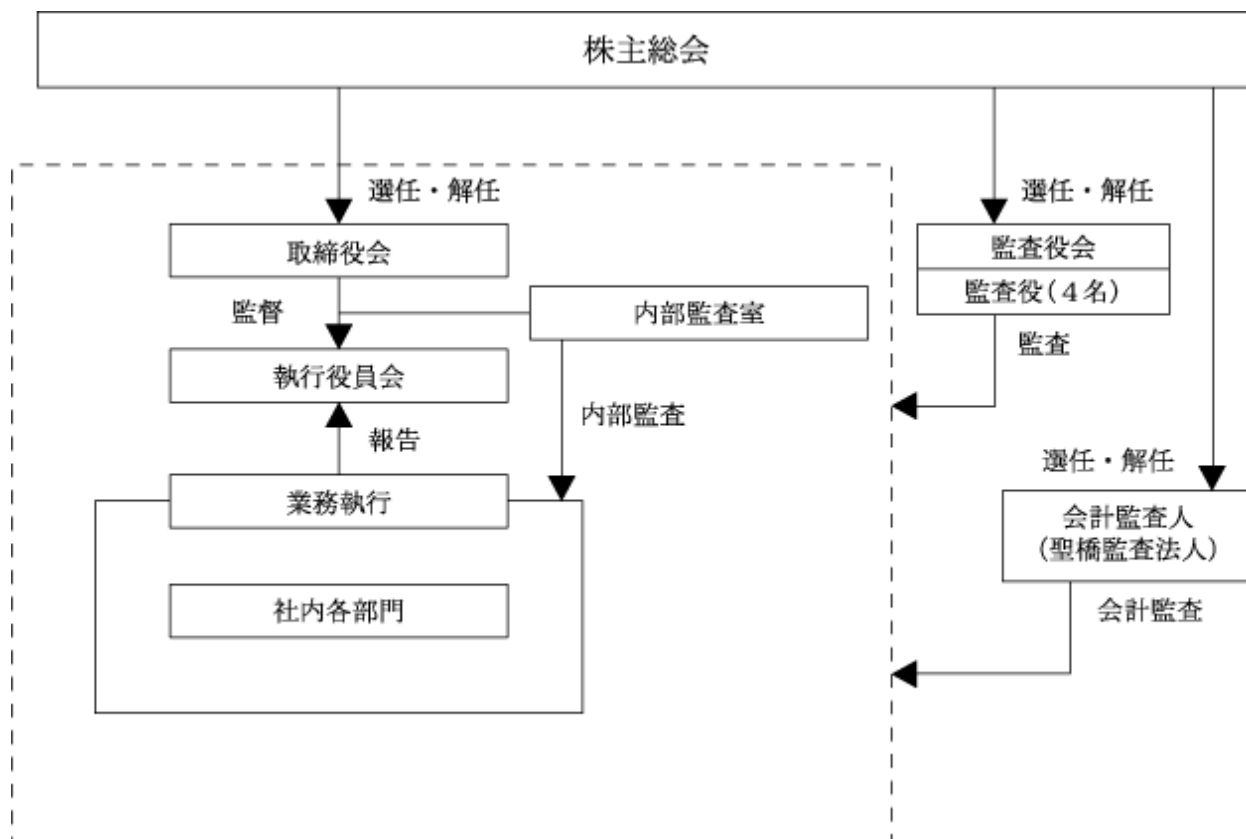 株主総会
選任・解任
選任・解任
取締役会
監査役会
監督
内部監査室
監査役(4名)
監査
執行役員会
内部監査
報告
選任・解任
業務執行
会計監査人
(聖橋監査法人)
社内各部門
会計監査